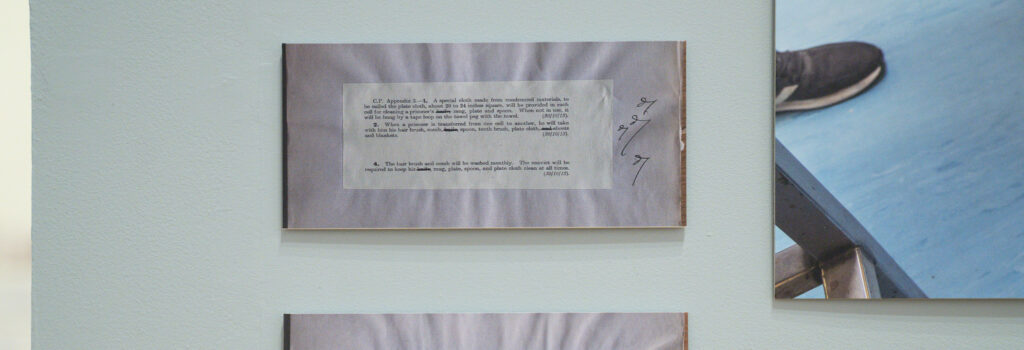 C.P. Appendix 2.—1. A special cloth made from condemned materials, to
be called the plate cloth, about 20 to 24 inches square, will be provided in each
cell for cleaning a prisoner's knife, mug, plate and spoon. When not in use, it
will be hung by a tape loop on the towel peg with the towel. (30/10/13).
2. When a prisoner is transferred from one cell to another, he will take
with him his hair brush, comb, knife, spoon, tooth brush, plate cloth, and sheets
and blankets. (30/10/13).
4. The hair brush and comb will be washed monthly. The convict will be
required to keep his knife, mug, plate, spoon, and plate cloth clean at all times.
(30/10/13).